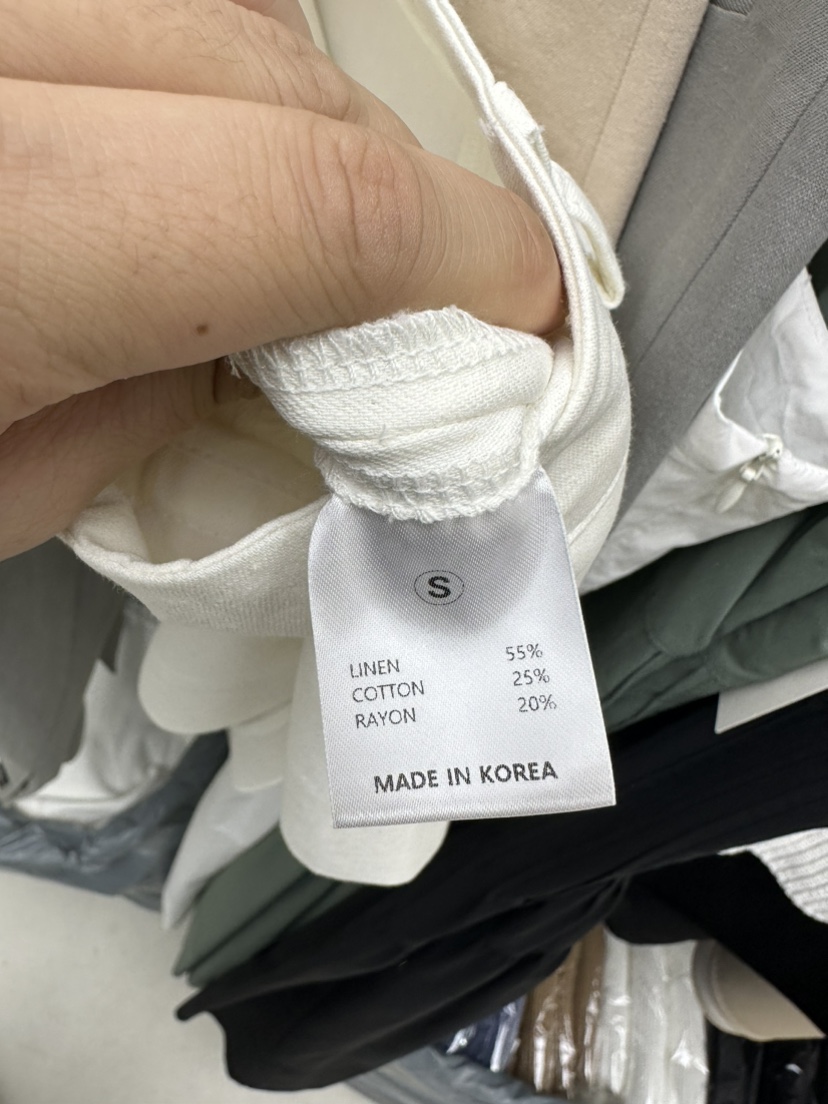 S
LINEN 55%
COTTON 25%
RAYON 20%
MADE IN KOREA